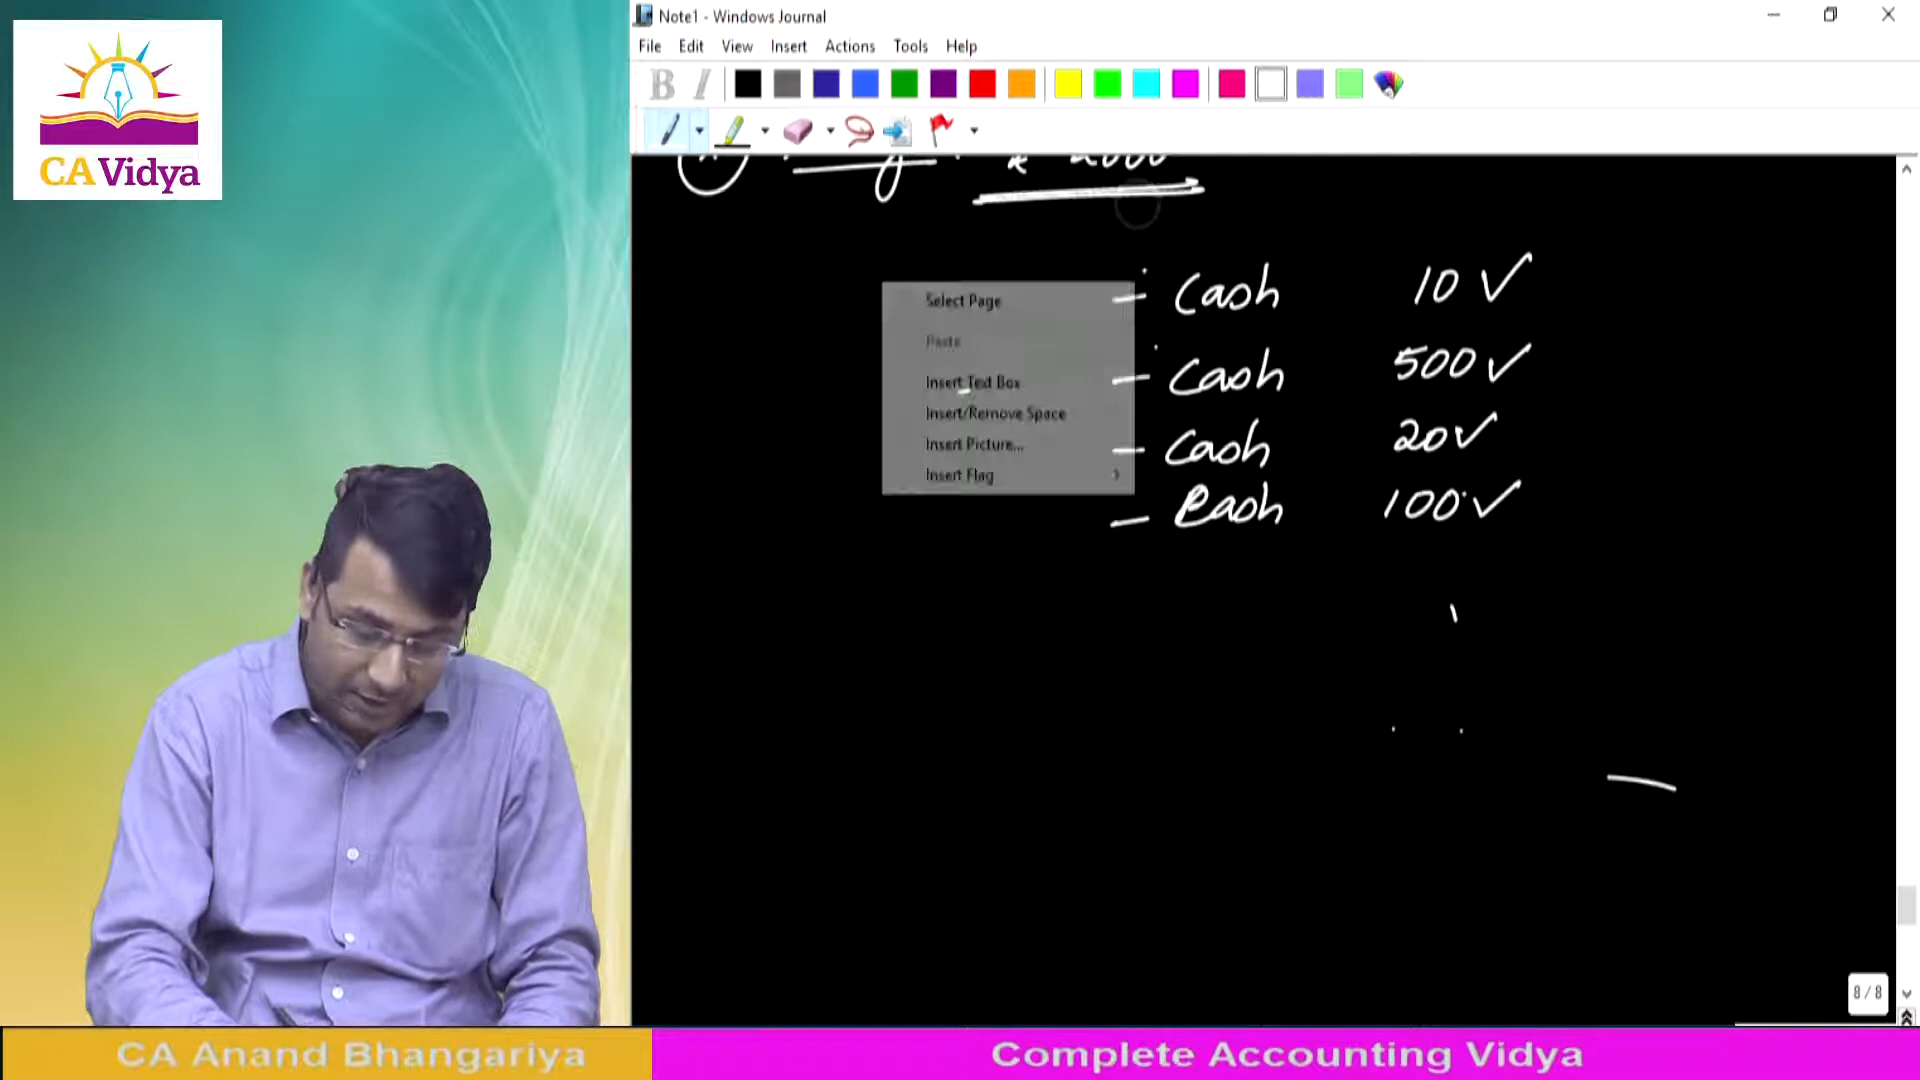 CA Vidya
Note1 - Windows Journal
File Edit View Insert Actions Tools Help
B I
2000
Select Page
Paste
Insert Text Box
Insert/Remove Space
Insert Picture...
Insert Flag
- Cash 10 ✓
- Cash 500 ✓
- Cash 20 ✓
- Cash 100 ✓
8 / 8
CA Anand Bhangariya
Complete Accounting Vidya